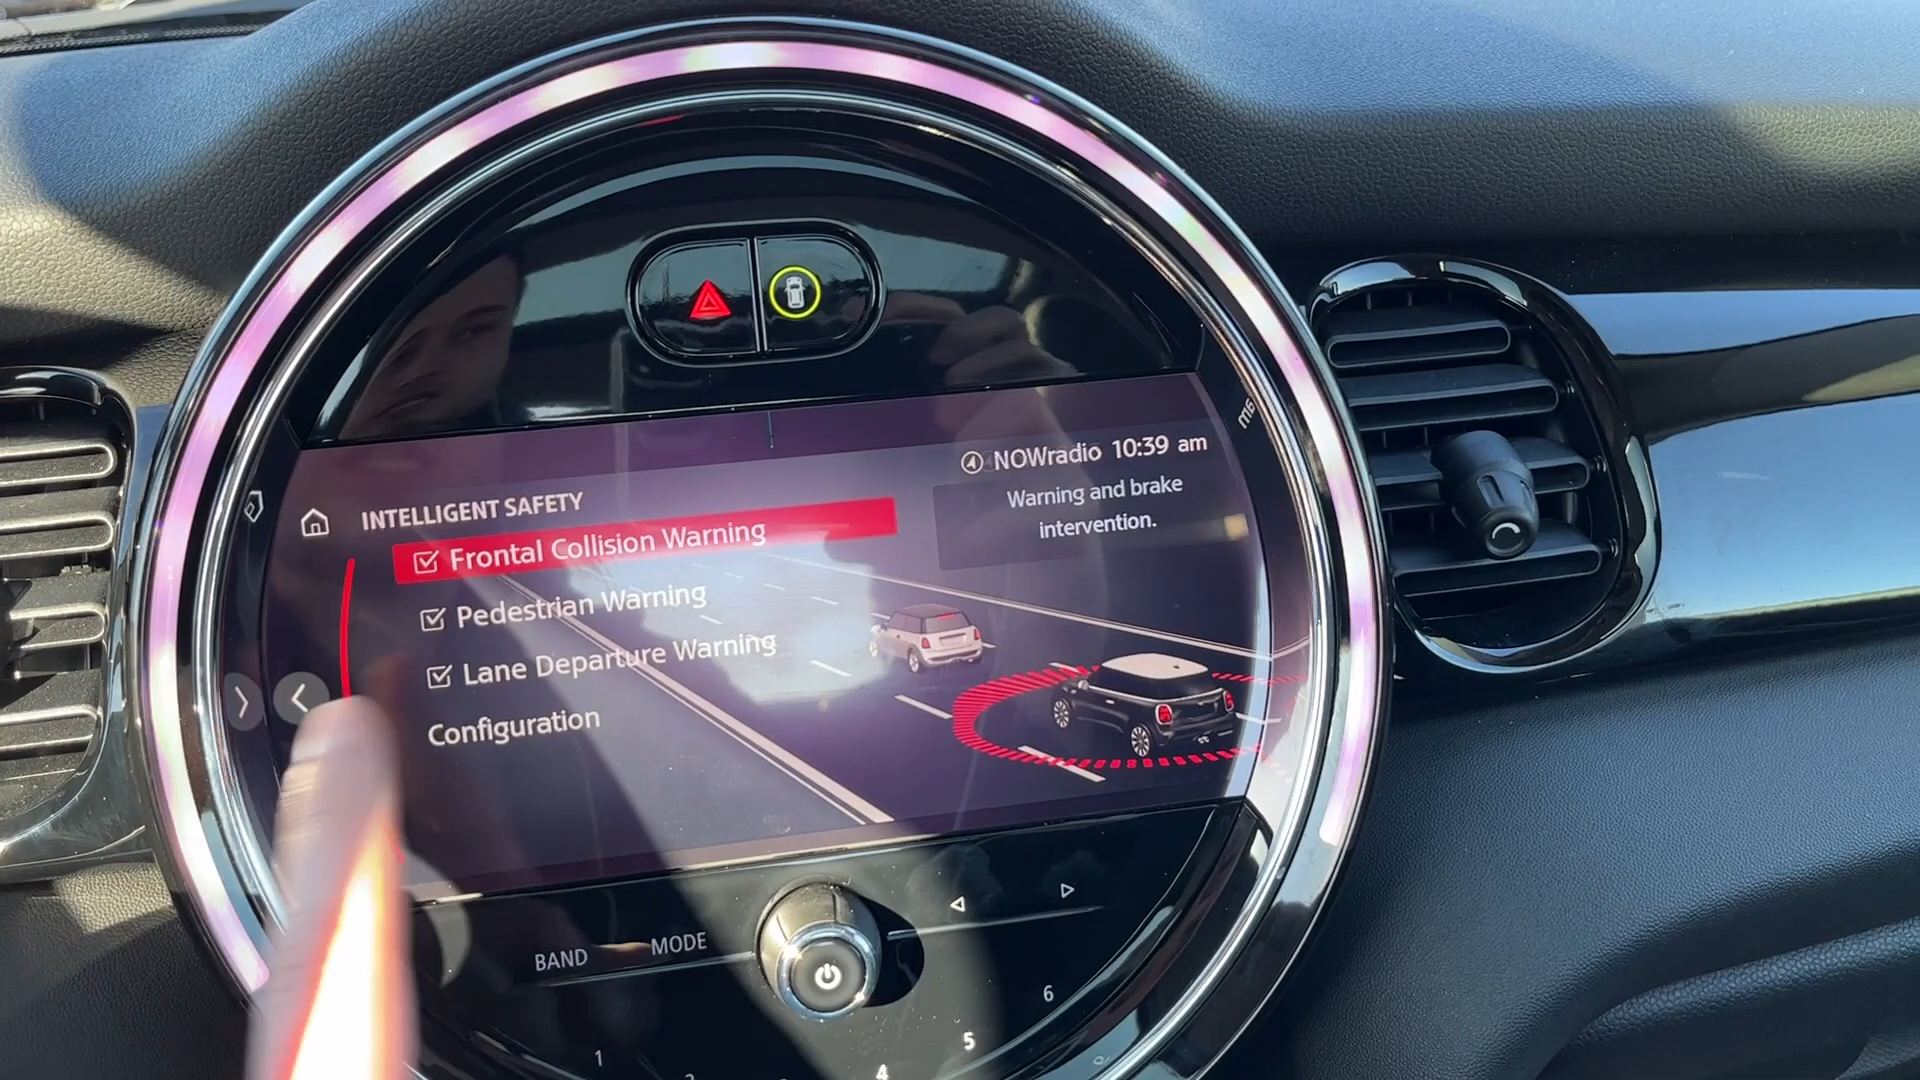 NOWradio 10:39 am
INTELLIGENT SAFETY
Warning and brake
intervention.
Frontal Collision Warning
Pedestrian Warning
Lane Departure Warning
Configuration
BAND MODE
1
4
5
6